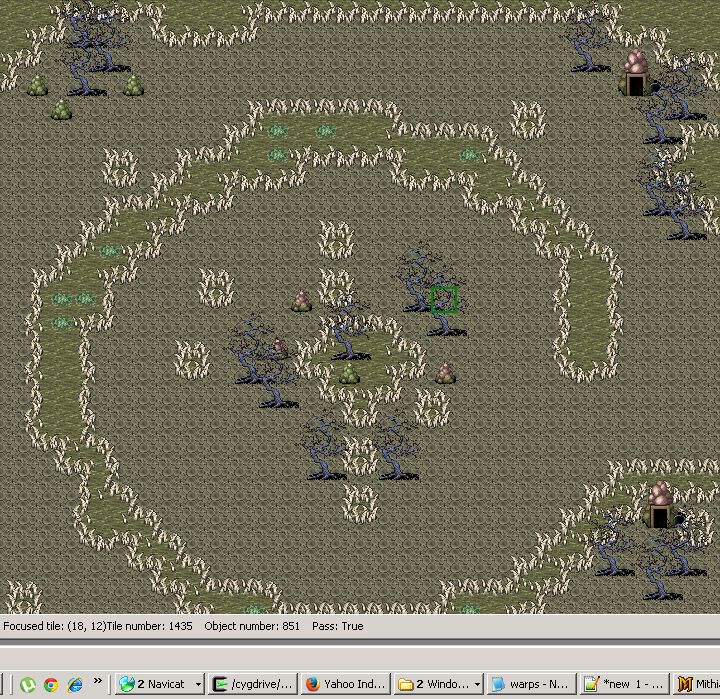 Focused tile: (18, 12)Tile number: 1435 Object number: 851 Pass: True
» 2 Navicat /cygdrive/... Yahoo Ind... 2 Windo... warps - N... *new 1 - ... Mithi